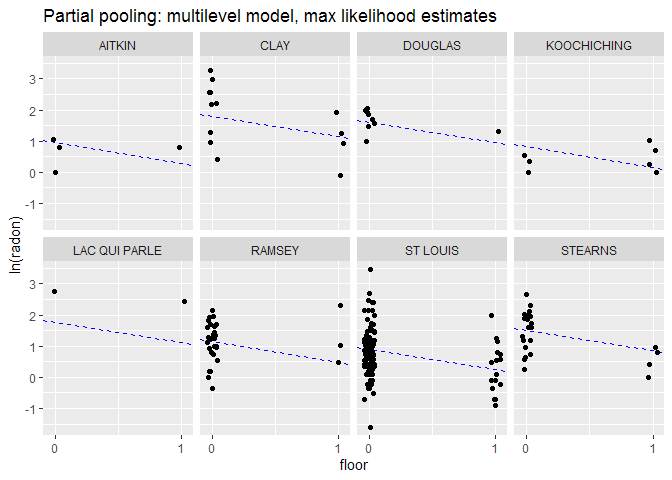 Partial pooling: multilevel model, max likelihood estimates
AITKIN CLAY DOUGLAS KOOCHICHING
3
2
1
0
-1
LAC QUI PARLE RAMSEY ST LOUIS STEARNS
3
2
1
0
-1
0 1 0 1 0 1 0 1
floor
ln(radon)